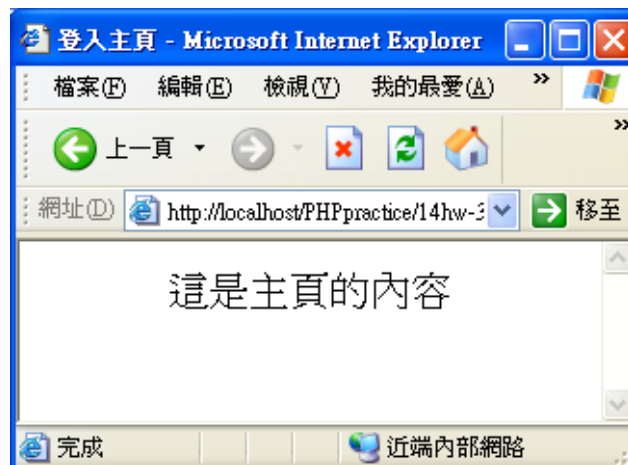 登入主頁 - Microsoft Internet Explorer
檔案(F) 編輯(E) 檢視(V) 我的最愛(A) »
上一頁 »
網址(D) http://localhost/PHPpractice/14hw-3 移至
這是主頁的內容
完成 近端內部網路